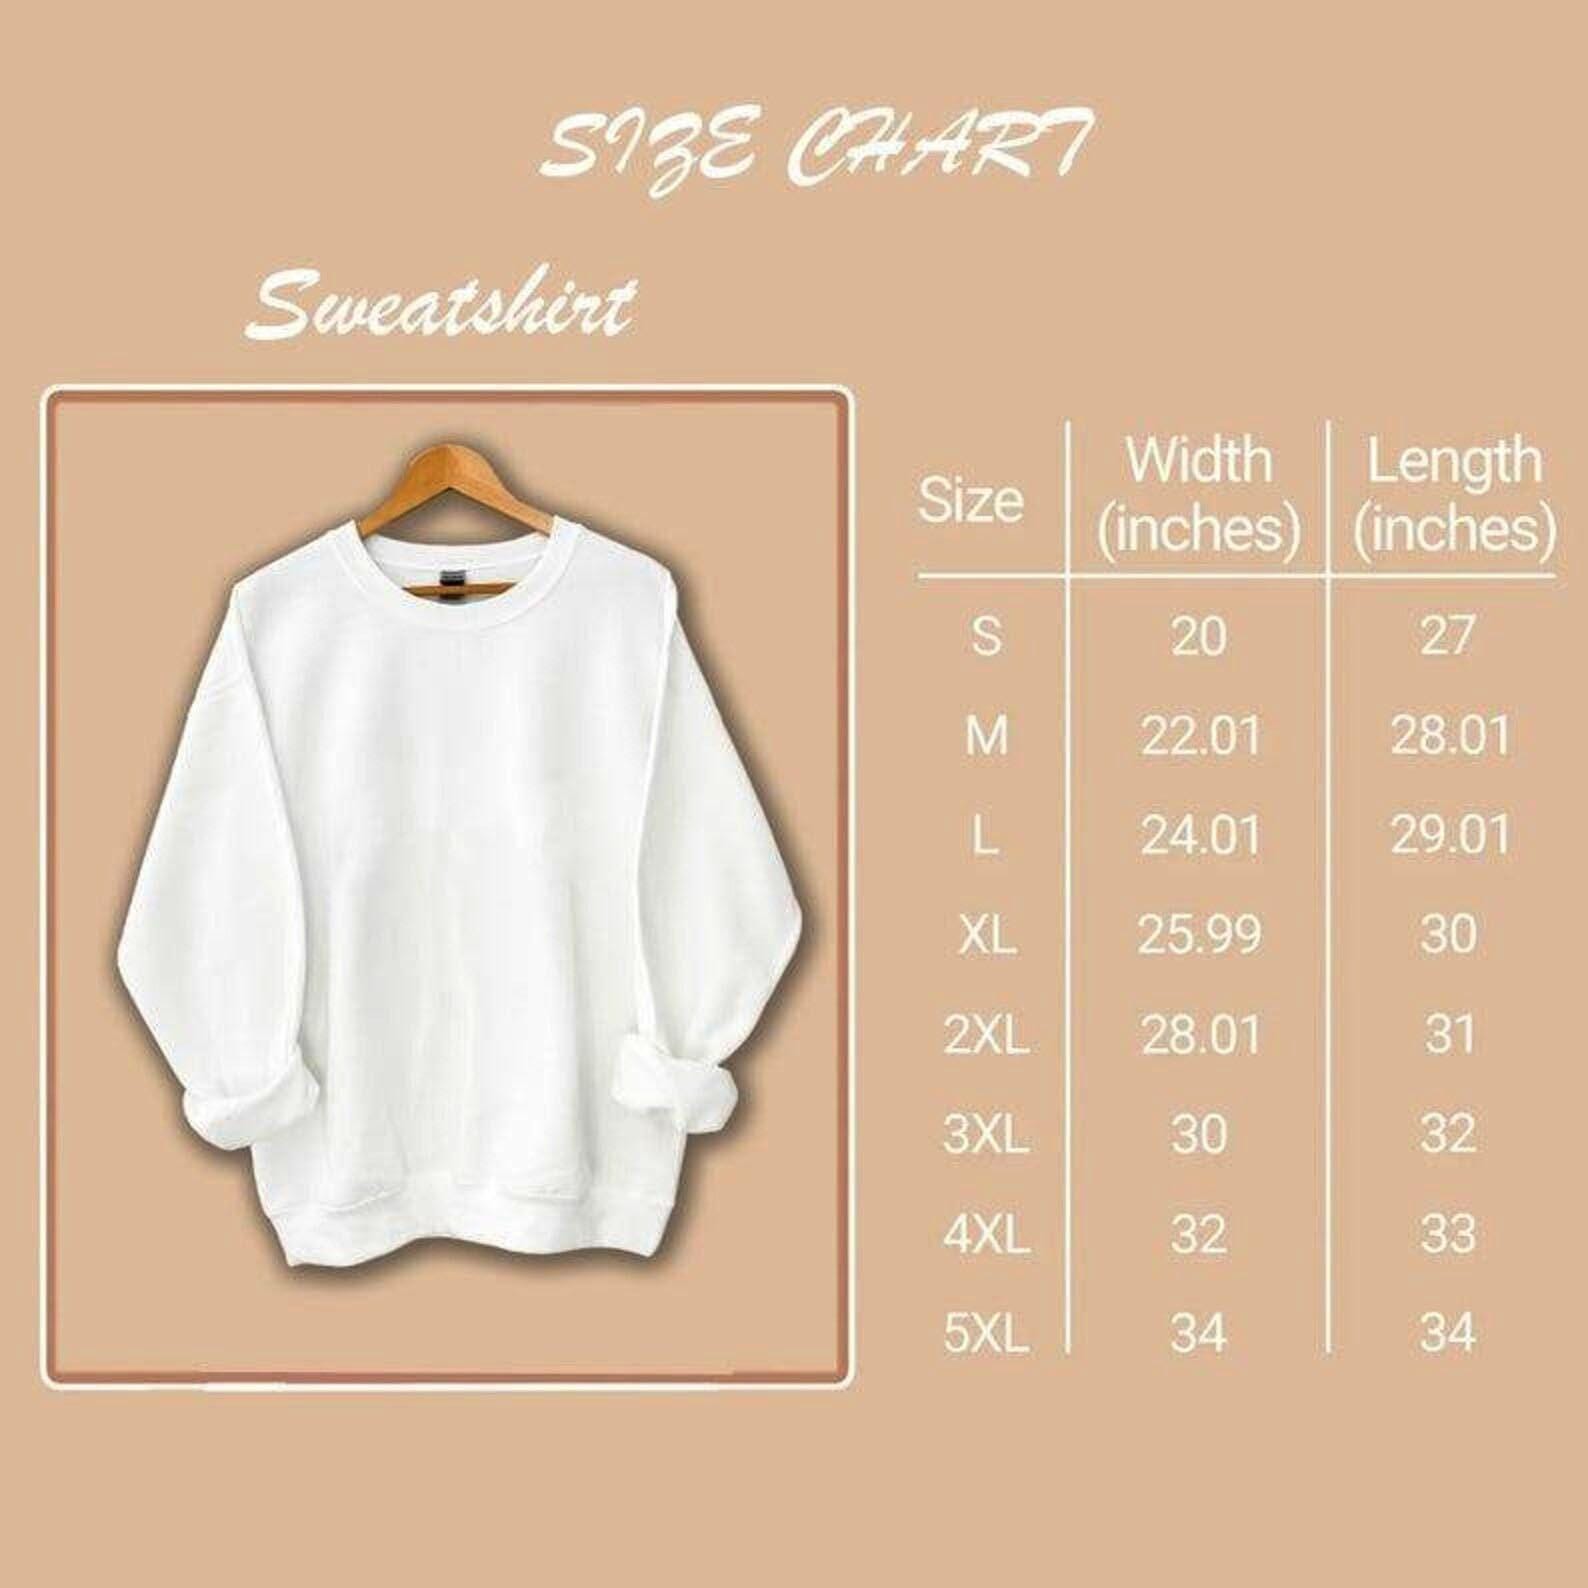 SIZE CHART
Sweatshirt
Size Width (inches) Length (inches)
S 20 27
M 22.01 28.01
L 24.01 29.01
XL 25.99 30
2XL 28.01 31
3XL 30 32
4XL 32 33
5XL 34 34